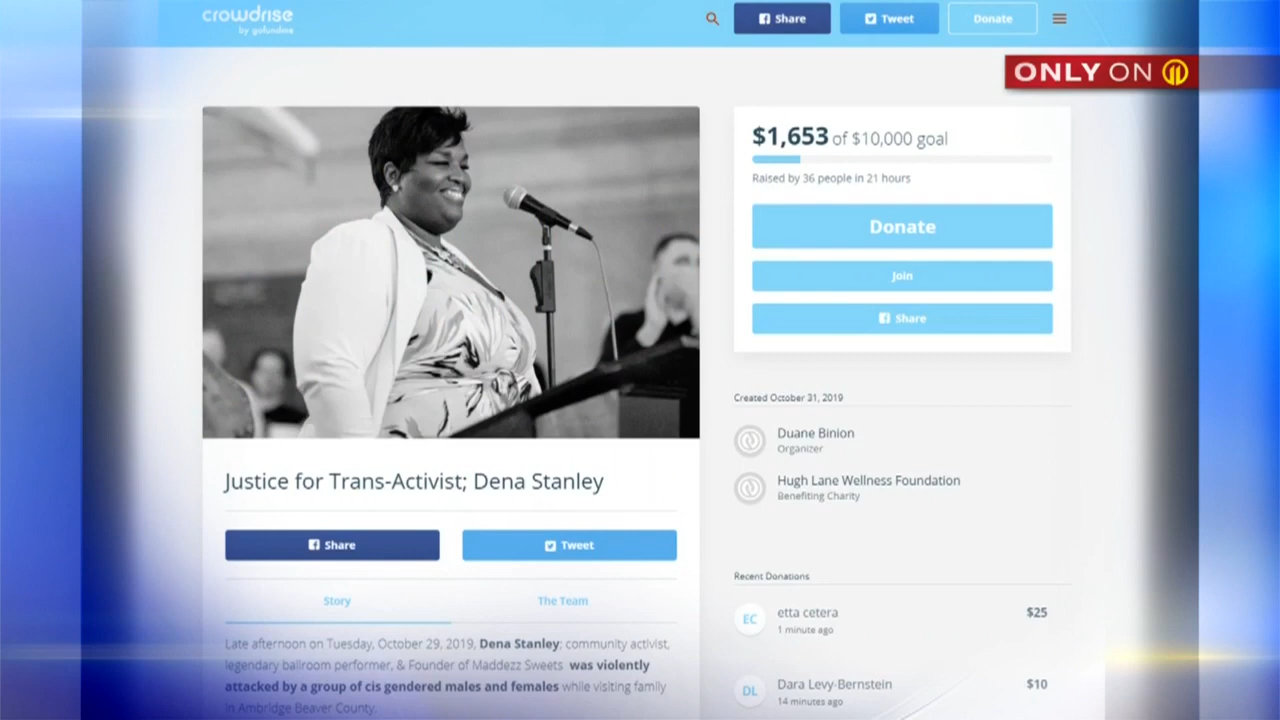 crowdrise
by gofundme
Share
Tweet
Donate
ONLY ON 11
$1,653 of $10,000 goal
Raised by 36 people in 21 hours
Donate
Join
Share
Created October 31, 2019
Duane Binion
Organizer
Hugh Lane Wellness Foundation
Benefiting Charity
Justice for Trans-Activist; Dena Stanley
Share
Tweet
Story
The Team
Late afternoon on Tuesday, October 29, 2019, Dena Stanley; community activist,
legendary ballroom performer, & Founder of Maddezz Sweets was violently
attacked by a group of cis gendered males and females while visiting family
in Ambridge Beaver County.
Recent Donations
EC
etta cetera
$25
1 minute ago
DL
Dara Levy-Bernstein
$10
14 minutes ago